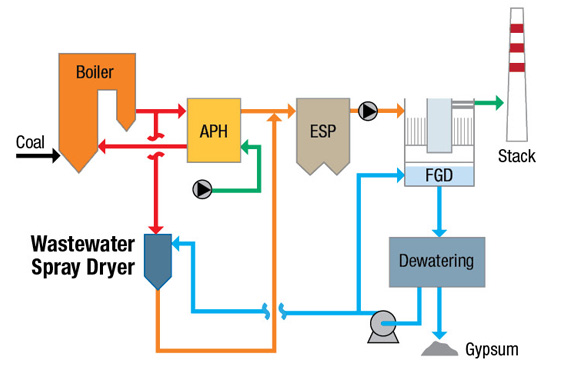 Boiler
Coal
APH
ESP
FGD
Stack
Wastewater
Spray Dryer
Dewatering
Gypsum